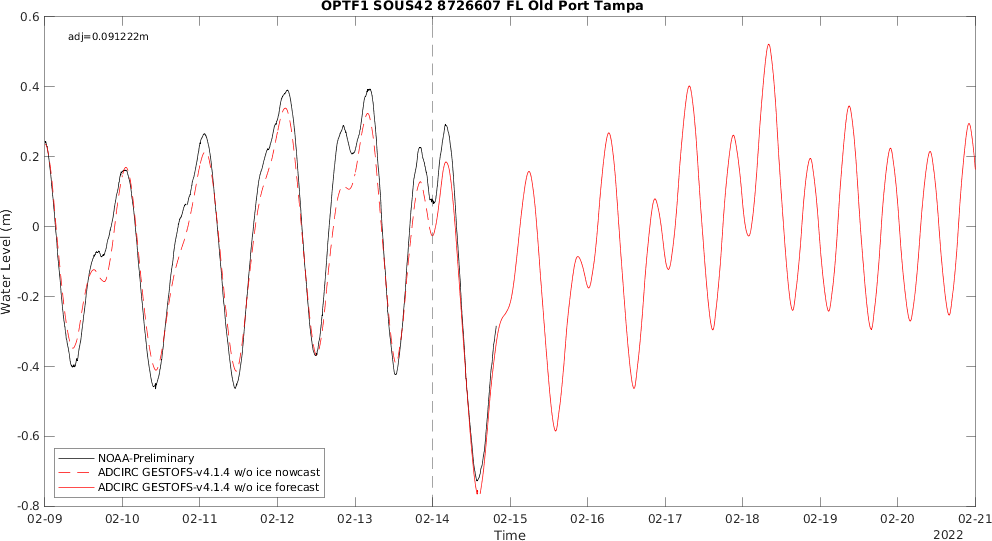 OPTF1 SOUS42 8726607 FL Old Port Tampa
adj=0.091222m
Water Level (m)
0.6
0.4
0.2
0
-0.2
-0.4
-0.6
-0.8
NOAA-Preliminary
ADCIRC GESTOFS-v4.1.4 w/o ice nowcast
ADCIRC GESTOFS-v4.1.4 w/o ice forecast
02-09 02-10 02-11 02-12 02-13 02-14 02-15 02-16 02-17 02-18 02-19 02-20 02-21
Time
2022